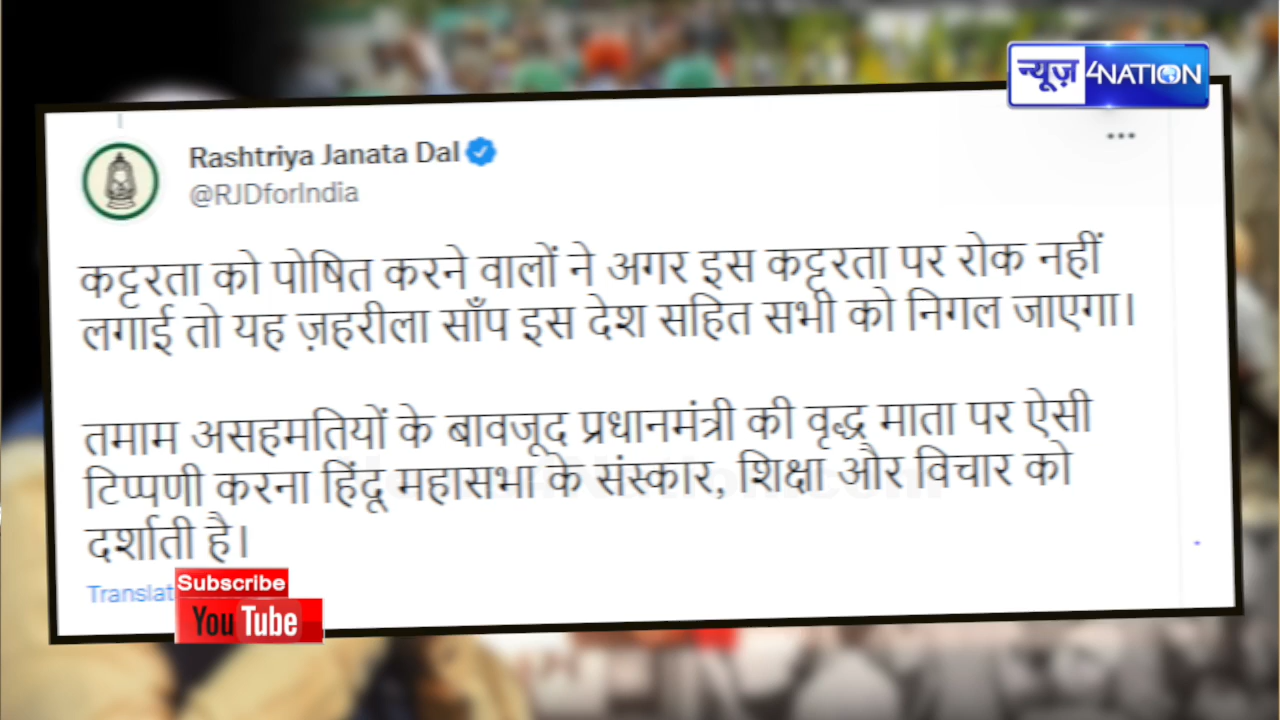 न्यूज़ 4NATION
Rashtriya Janata Dal
@RJDforIndia
कट्टरता को पोषित करने वालों ने अगर इस कट्टरता पर रोक नहीं
लगाई तो यह ज़हरीला साँप इस देश सहित सभी को निगल जाएगा।
तमाम असहमतियों के बावजूद प्रधानमंत्री की वृद्ध माता पर ऐसी
टिप्पणी करना हिंदू महासभा के संस्कार, शिक्षा और विचार को
दर्शाती है।
Translat
Subscribe
YouTube